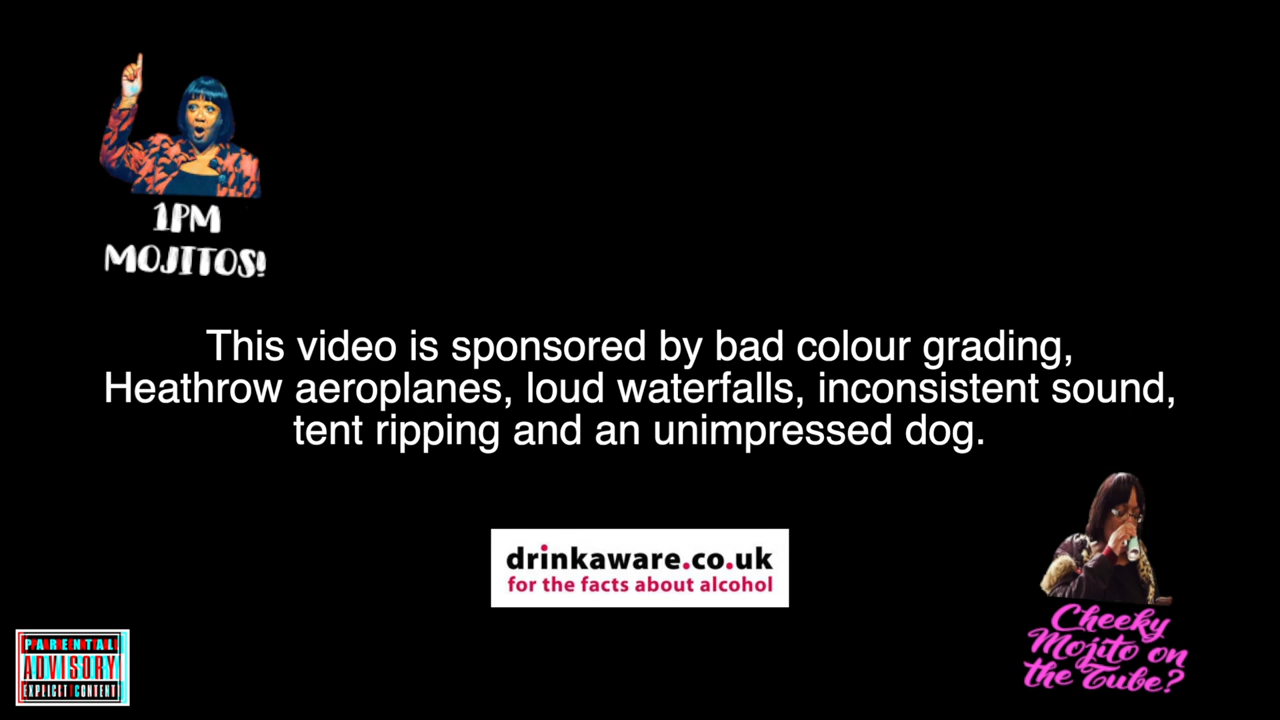 1PM
MOJITOS!
This video is sponsored by bad colour grading,
Heathrow aeroplanes, loud waterfalls, inconsistent sound,
tent ripping and an unimpressed dog.
drinkaware.co.uk
for the facts about alcohol
Cheeky
Mojito on
the Tube?
PARENTAL
ADVISORY
EXPLICIT CONTENT